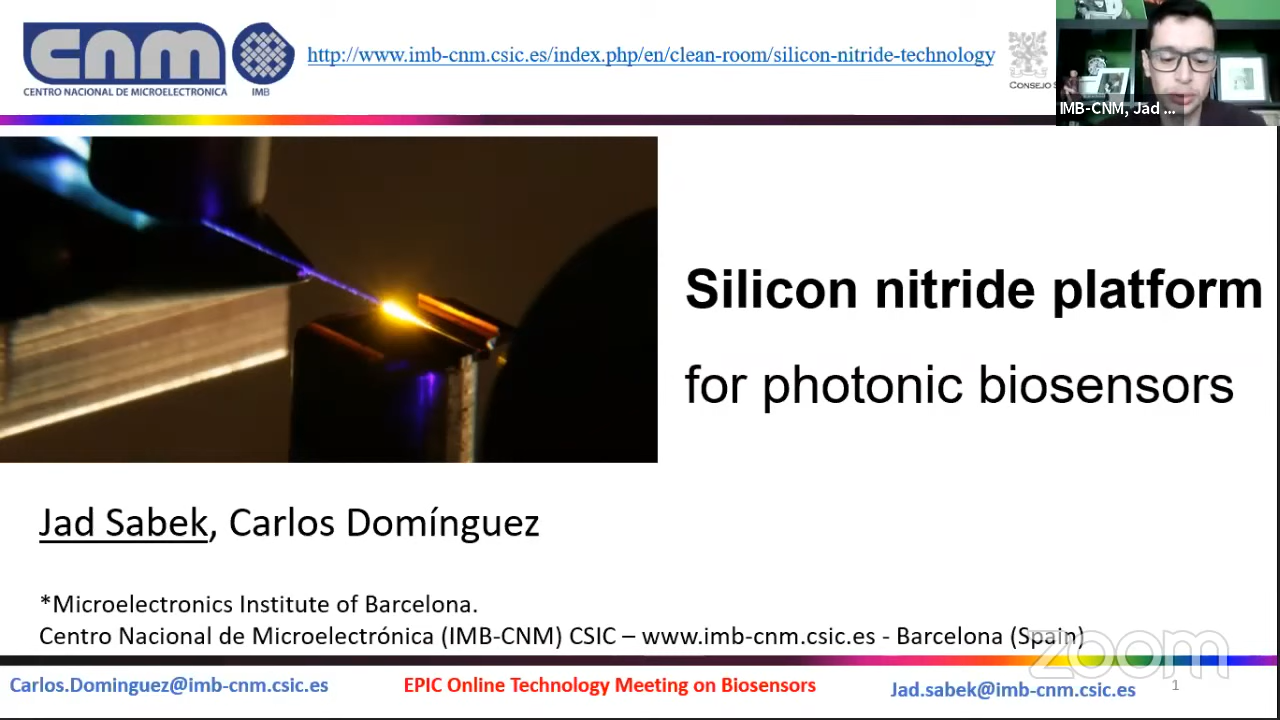 cnm
CENTRO NACIONAL DE MICROELECTRÓNICA IMB
http://www.imb-cnm.csic.es/index.php/en/clean-room/silicon-nitride-technology
CONSEJO
IMB-CNM, Jad ...
Silicon nitride platform
for photonic biosensors
Jad Sabek, Carlos Domínguez
*Microelectronics Institute of Barcelona.
Centro Nacional de Microelectrónica (IMB-CNM) CSIC – www.imb-cnm.csic.es - Barcelona (Spain)
zoom
Carlos.Dominguez@imb-cnm.csic.es EPIC Online Technology Meeting on Biosensors Jad.sabek@imb-cnm.csic.es 1